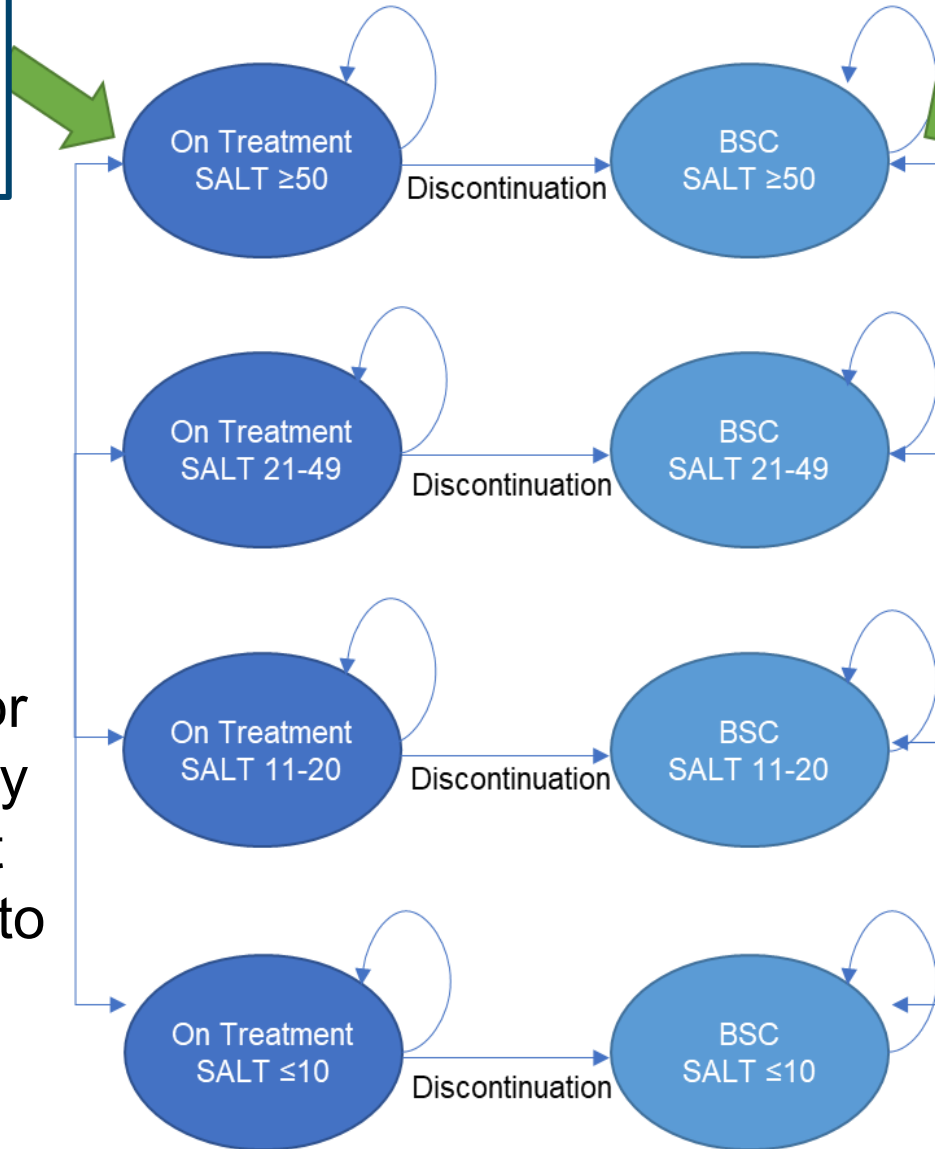 On Treatment
SALT ≥50
Discontinuation
BSC
SALT ≥50
On Treatment
SALT 21-49
Discontinuation
BSC
SALT 21-49
or
y
t
to
On Treatment
SALT 11-20
Discontinuation
BSC
SALT 11-20
On Treatment
SALT ≤10
Discontinuation
BSC
SALT ≤10